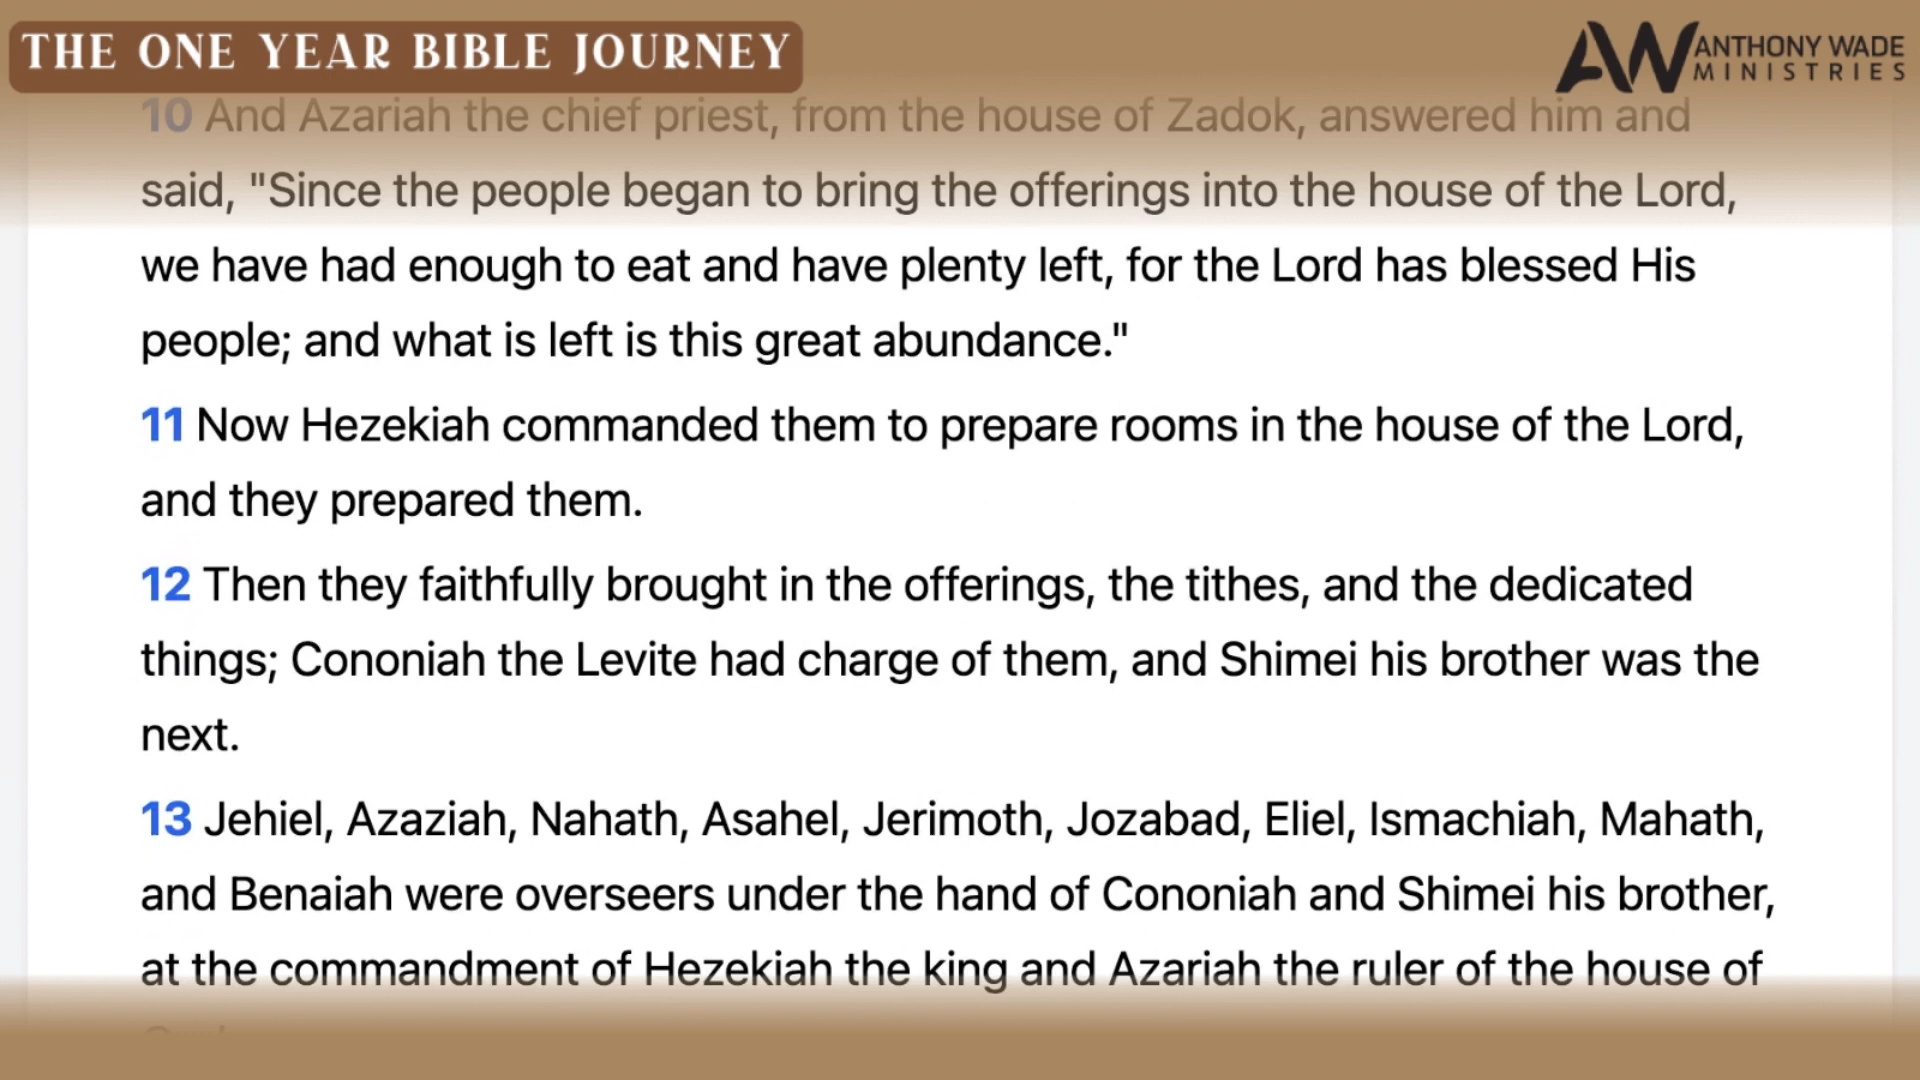 THE ONE YEAR BIBLE JOURNEY
ANTHONY WADE
MINISTRIES
10 And Azariah the chief priest, from the house of Zadok, answered him and
said, "Since the people began to bring the offerings into the house of the Lord,
we have had enough to eat and have plenty left, for the Lord has blessed His
people; and what is left is this great abundance."
11 Now Hezekiah commanded them to prepare rooms in the house of the Lord,
and they prepared them.
12 Then they faithfully brought in the offerings, the tithes, and the dedicated
things; Cononiah the Levite had charge of them, and Shimei his brother was the
next.
13 Jehiel, Azaziah, Nahath, Asahel, Jerimoth, Jozabad, Eliel, Ismachiah, Mahath,
and Benaiah were overseers under the hand of Cononiah and Shimei his brother,
at the commandment of Hezekiah the king and Azariah the ruler of the house of